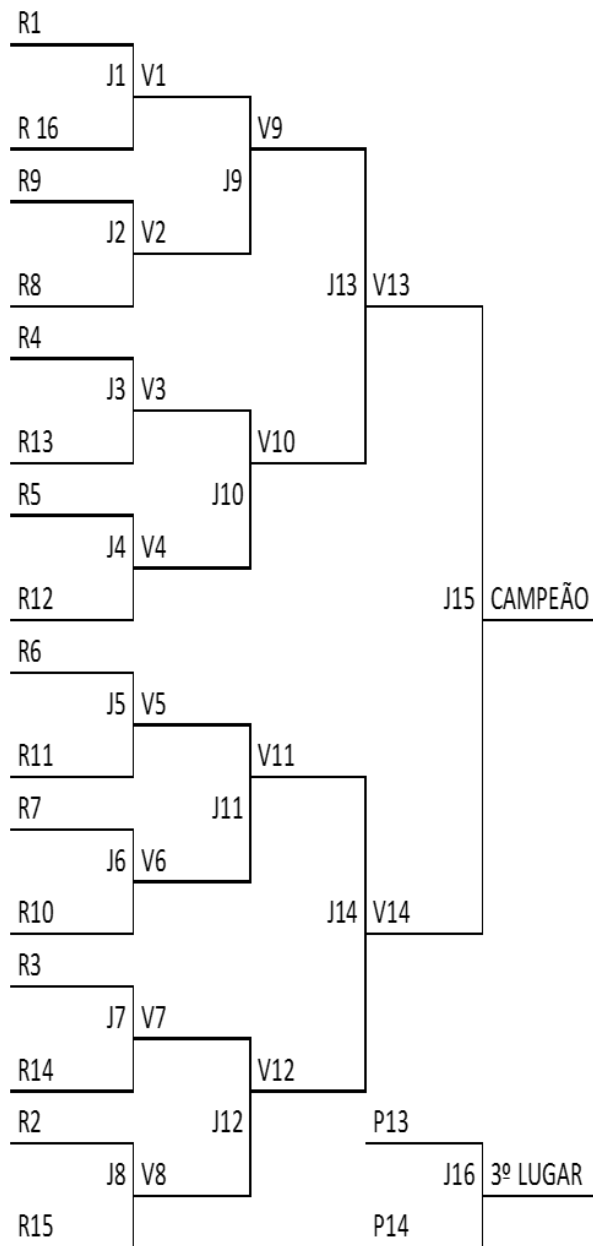 R1
J1 V1
R 16 V9
R9 J9
J2 V2
R8 J13 V13
R4
J3 V3
R13 V10
R5 J10
J4 V4
R12 J15 CAMPEÃO
R6
J5 V5
R11 V11
R7 J11
J6 V6
R10 J14 V14
R3
J7 V7
R14 V12
R2 J12 P13
J8 V8 J16 3º LUGAR
R15 P14